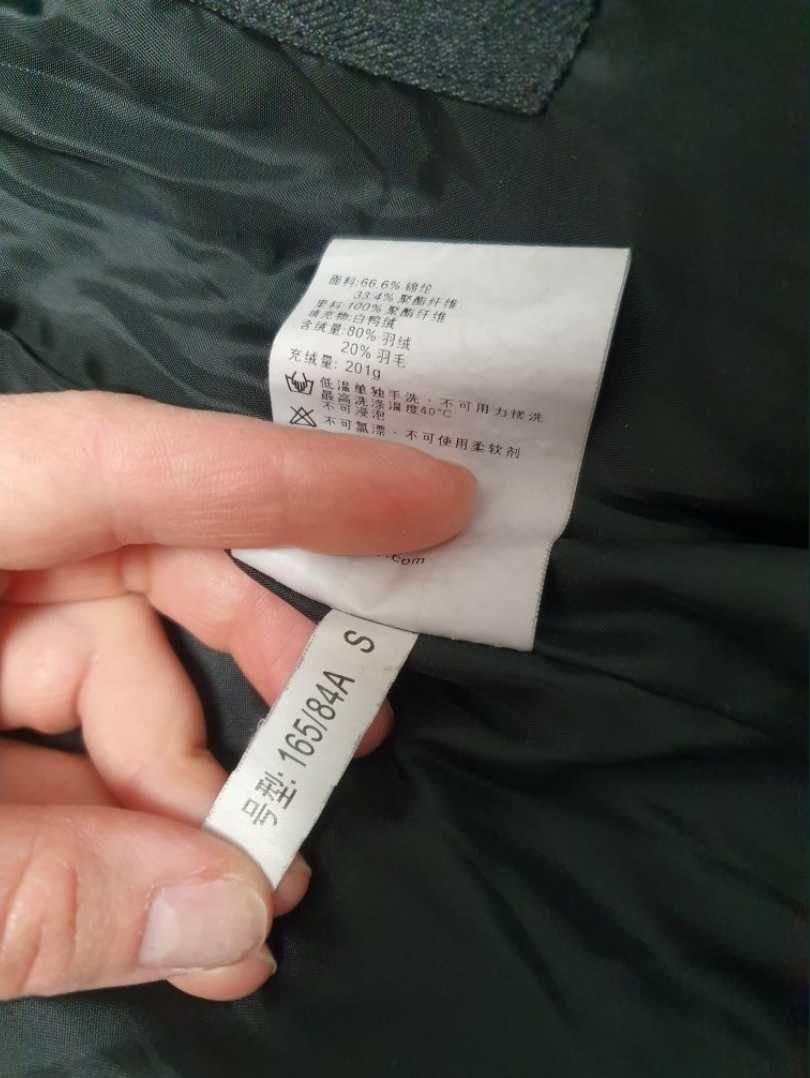 面料:66.6% 锦纶
33.4% 聚酯纤维
里料:100% 聚酯纤维
填充物:白鸭绒
含绒量:80% 羽绒
20% 羽毛
充绒量: 201g
低温单独手洗·不可用力搓洗
最高洗涤温度40°C
不可浸泡
不可氯漂·不可使用柔软剂
.com
号型: 165/84A S